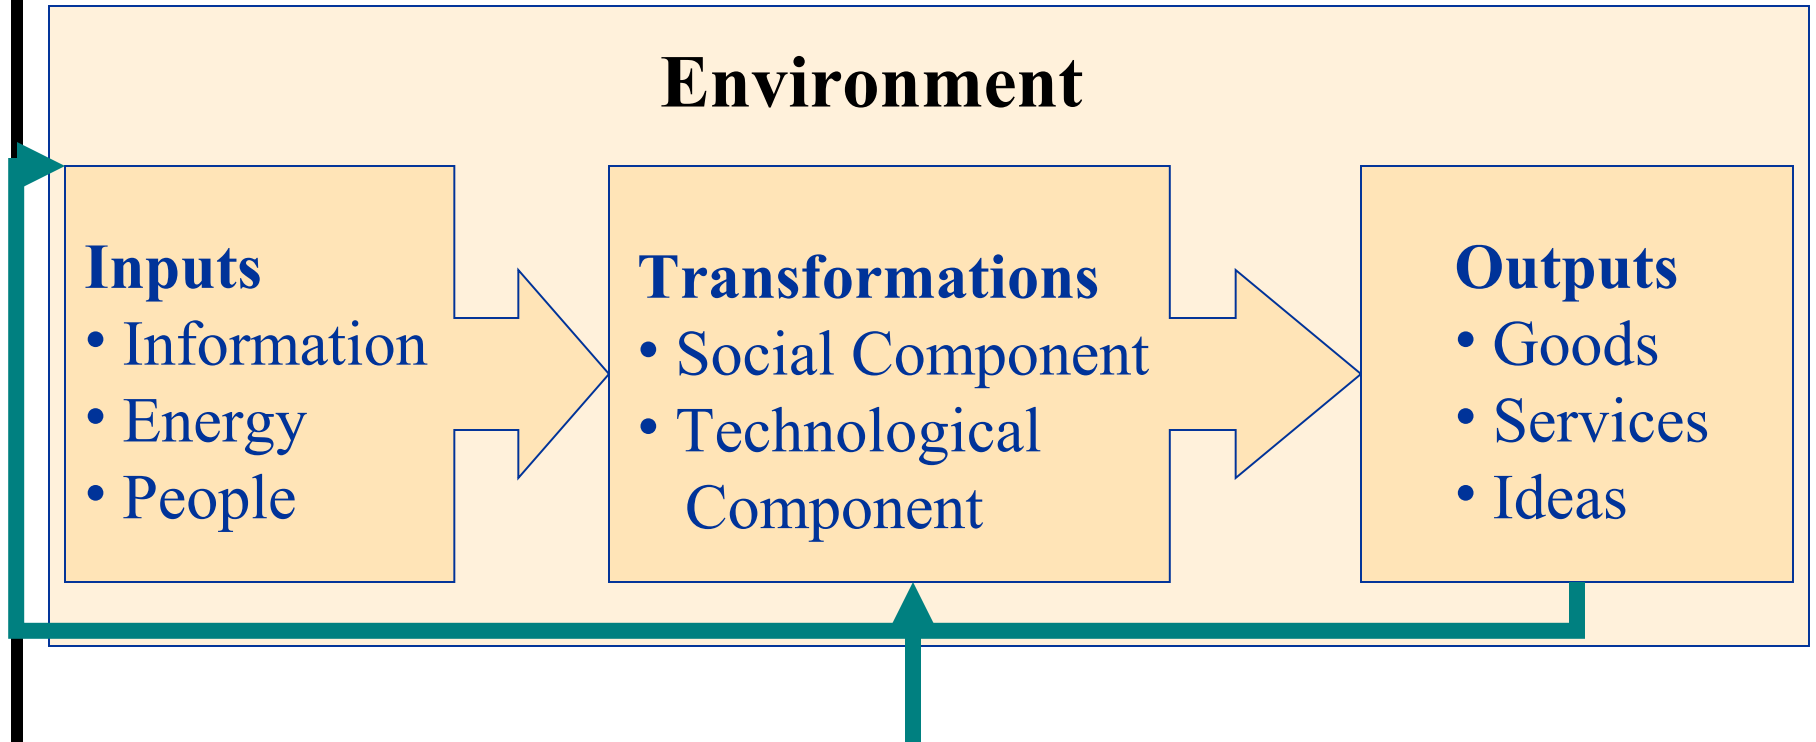 Environment
Inputs
• Information
• Energy
• People
Transformations
• Social Component
• Technological
Component
Outputs
• Goods
• Services
• Ideas